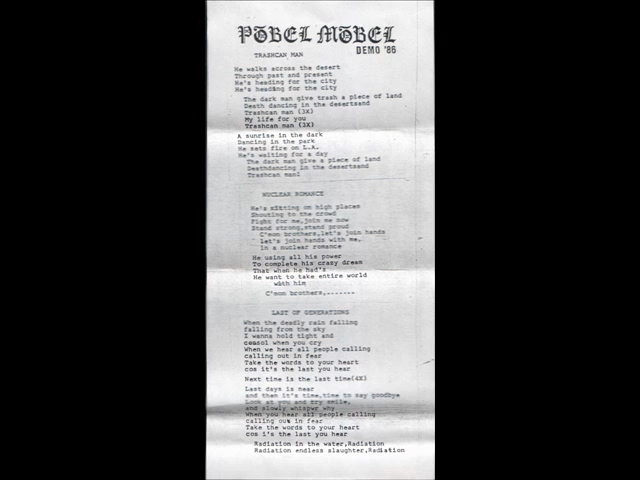 PÖBEL MÖBEL
DEMO '86
TRASHCAN MAN
He walks across the desert
Through past and present
He's heading for the city
He's heading for the city
The dark man give trash a piece of land
Death dancing in the desertsand
Trashcan man (3X)
My life for you
Trashcan man (3X)
A sunrise in the dark
Dancing in the park
He sets fire on L.A.
He's waiting for a day
The dark man give a piece of land
Deathdancing in the desertsand
Trashcan man!
NUCLEAR ROMANCE
He's sitting on high places
Shouting to the crowd
Fight for me,join me now
Stand strong,stand proud
C'mon brothers,let's join hands
let's join hands with me,
In a nuclear romance
He using all his power
To complete his crazy dream
That when he had's
He want to take entire world
with him
C'mon brothers,.......
LAST OF GENERATIONS
When the deadly rain falling
falling from the sky
I wanna hold tight and
consol when you cry
When we hear all people calling
calling out in fear
Take the words to your heart
cos it's the last you hear
Next time is the last time(4X)
Last days is near
and then it's time,time to say goodbye
Look at you and try smile,
and slowly whispwr why
When you hear all people calling
calling out in fear
Take the words to your heart
cos i's the last you hear
Radiation in the water,Radiation
Radiation endless slaughter,Radiation